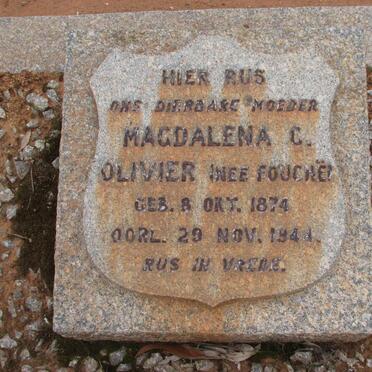 HIER RUS
ONS DIERBARE MOEDER
MAGDALENA C.
OLIVIER (NEE FOUCHÉ)
GEB. 8 OKT. 1874
OORL. 29 NOV. 1944.
RUS IN VREDE.